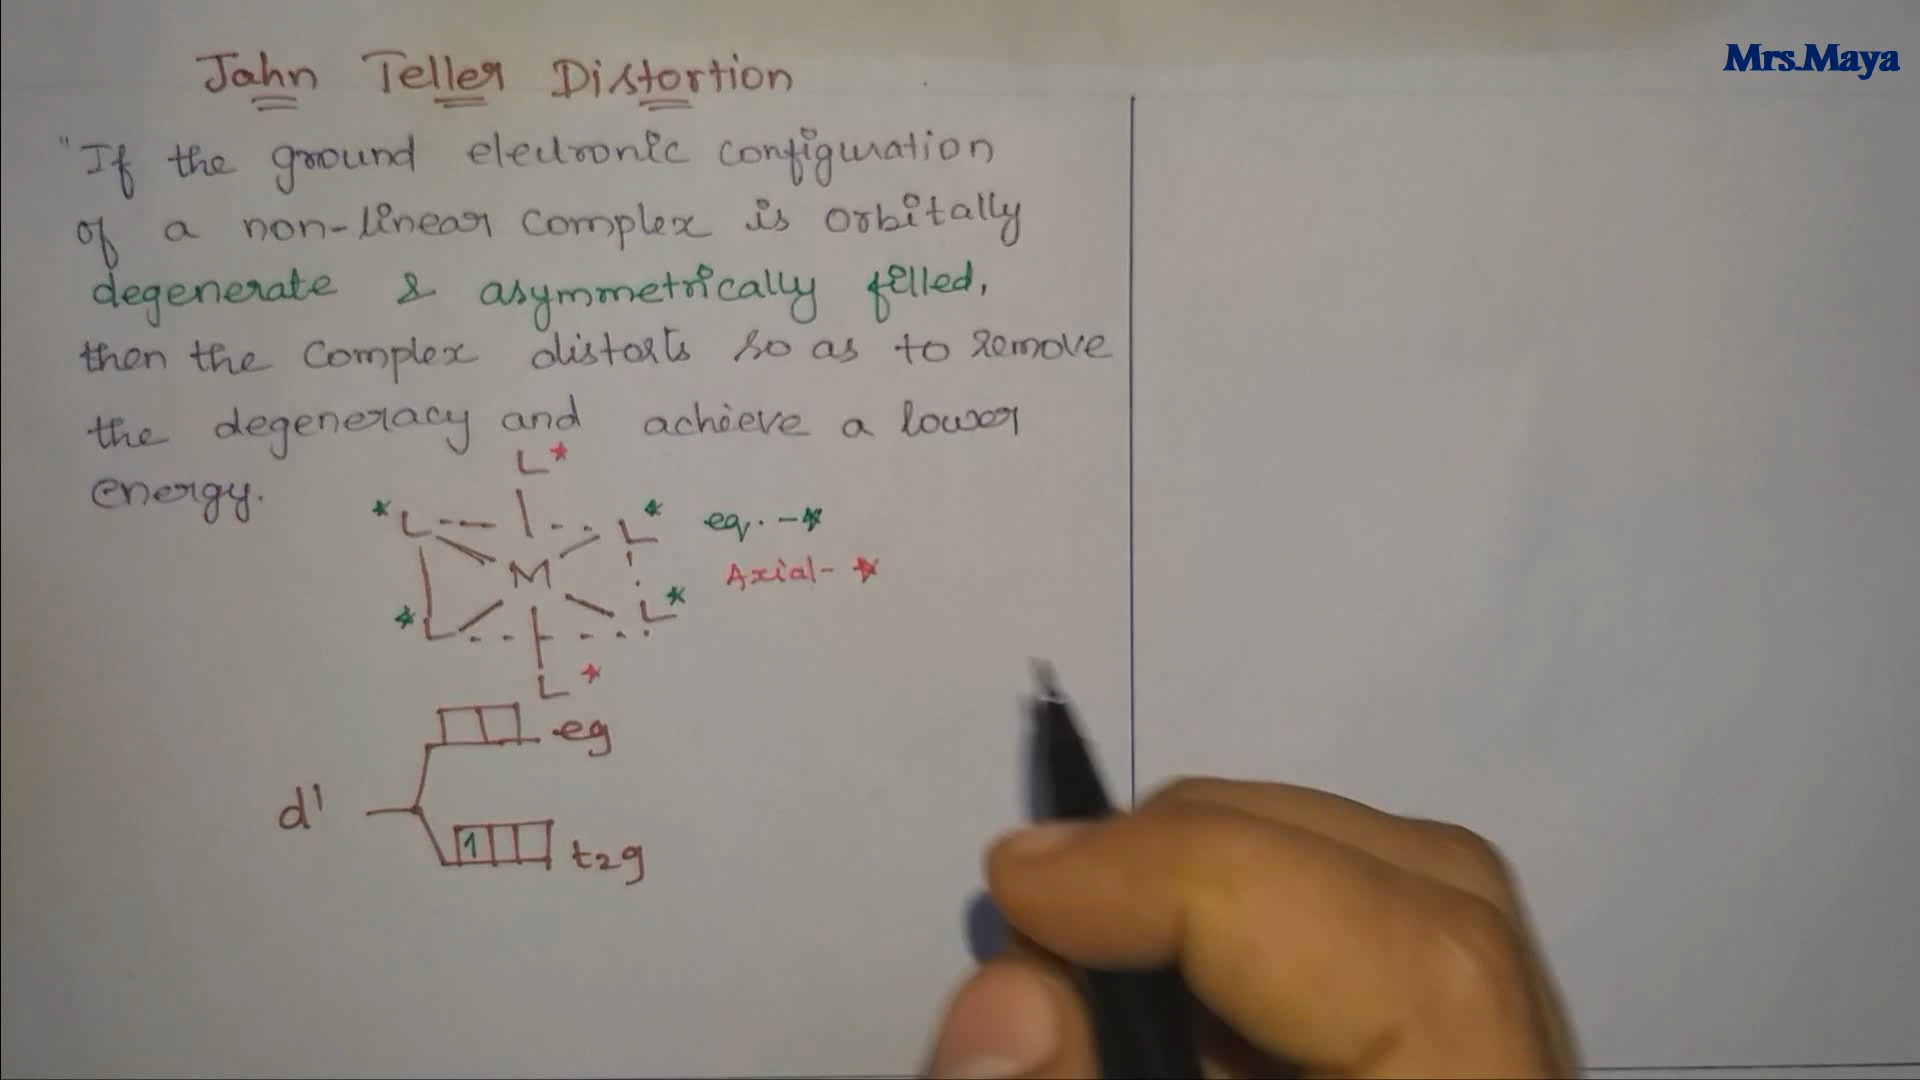 Mrs.Maya
Jahn Teller Distortion
"If the ground electronic configuration
of a non-linear complex is orbitally
degenerate & asymmetrically filled,
then the complex distorts so as to remove
the degeneracy and achieve a lower
energy.
L*
*L L* eq. - *
M Axial - *
*L L*
L*
eg
d1
1 t2g